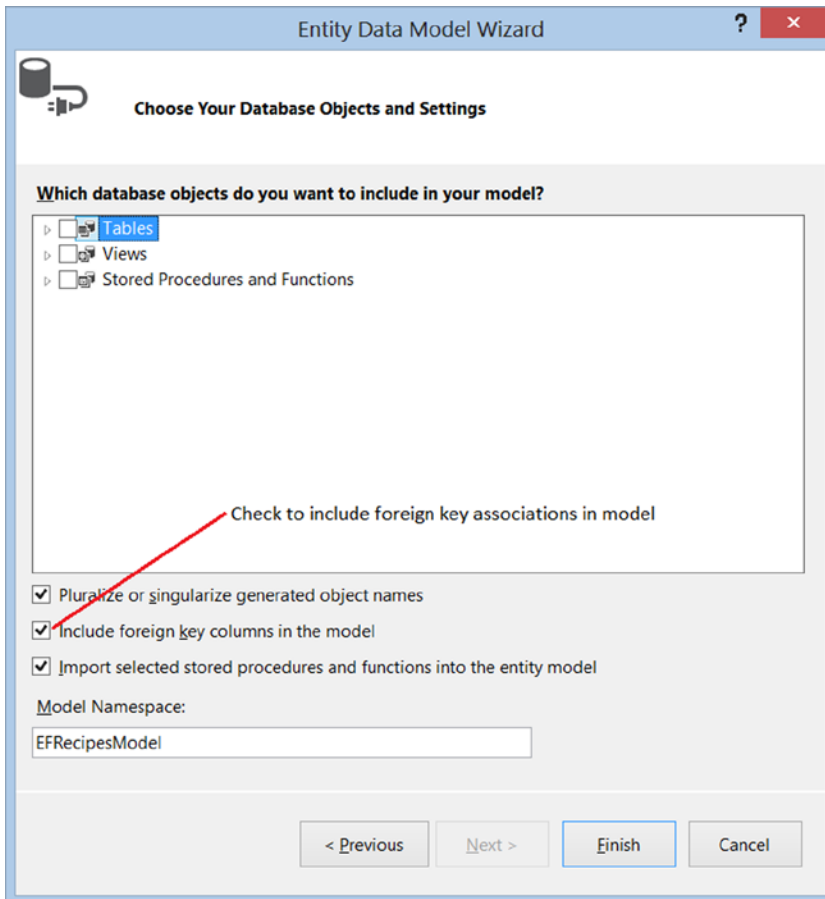 Entity Data Model Wizard
?
×
Choose Your Database Objects and Settings
Which database objects do you want to include in your model?
Tables
Views
Stored Procedures and Functions
Check to include foreign key associations in model
Pluralize or singularize generated object names
Include foreign key columns in the model
Import selected stored procedures and functions into the entity model
Model Namespace:
EFRecipesModel
< Previous Next > Finish Cancel